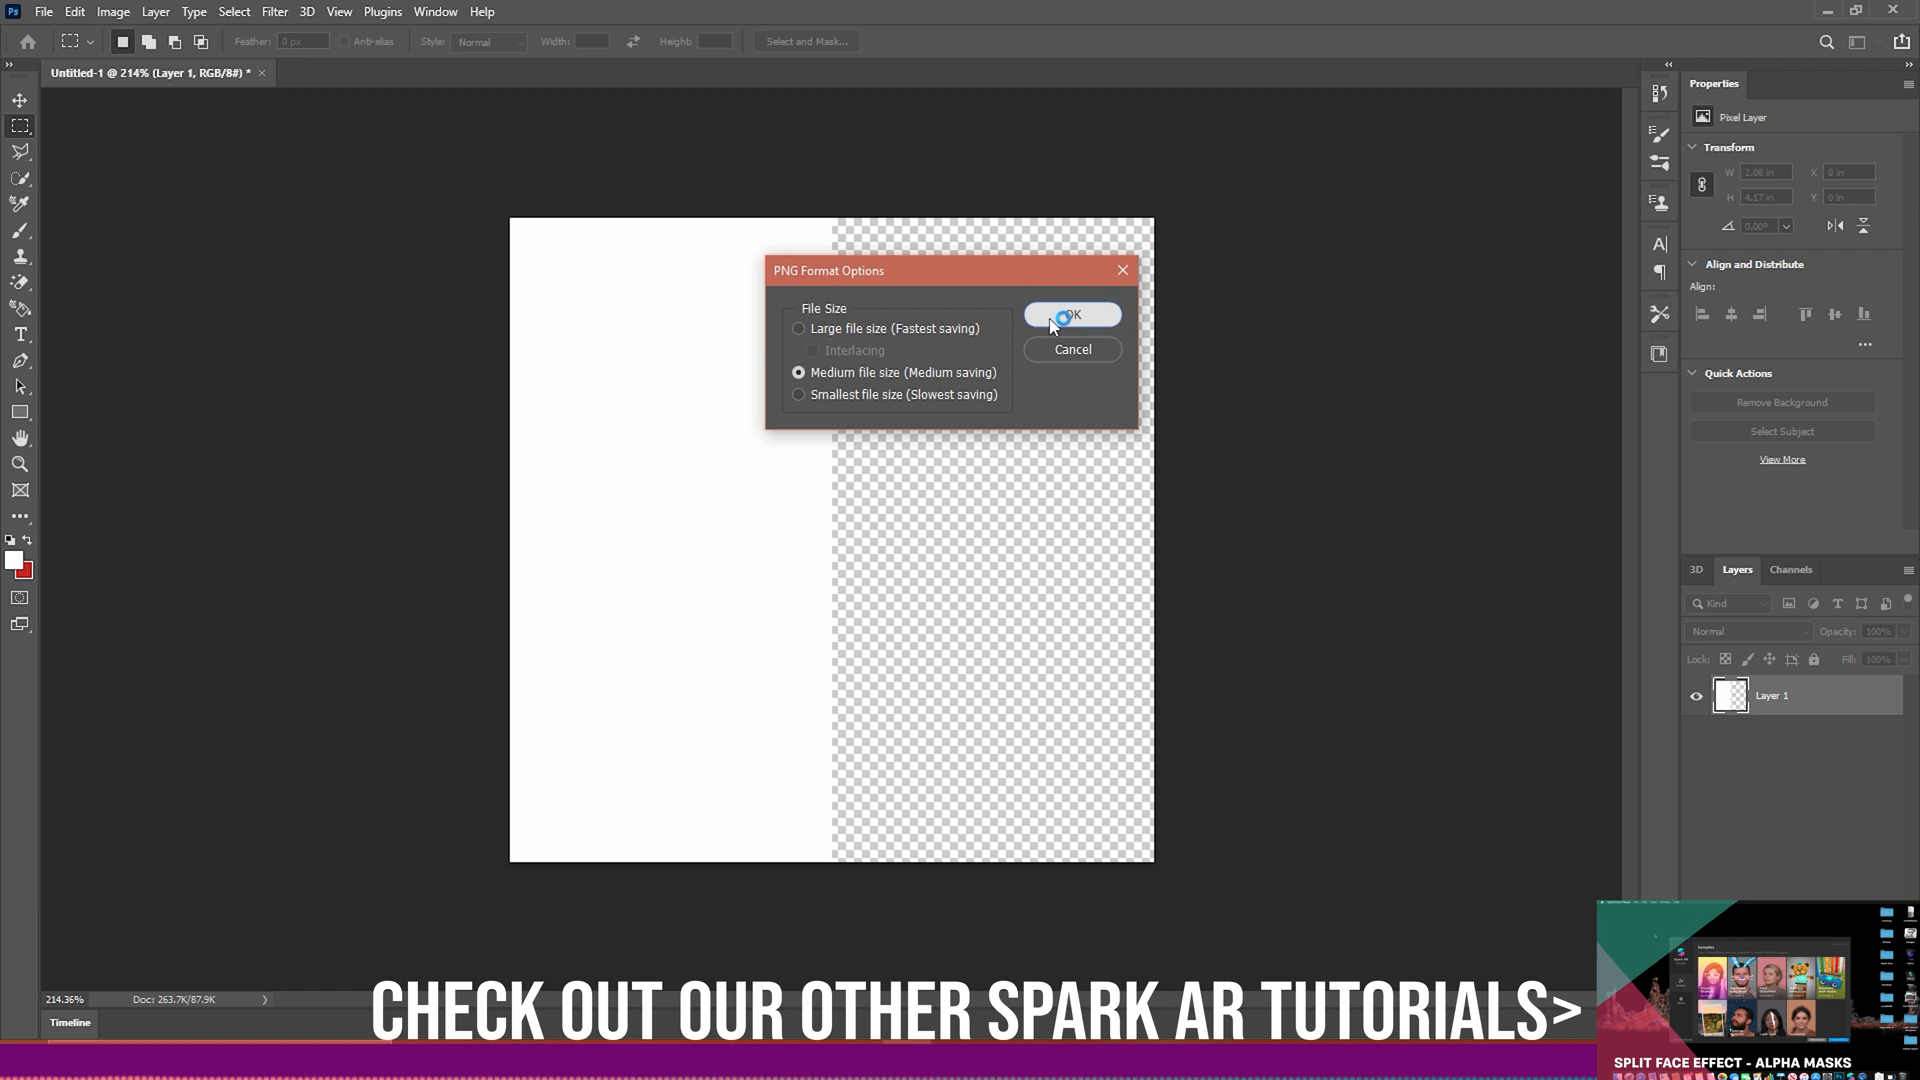 Ps File Edit Image Layer Type Select Filter 3D View Plugins Window Help
Feather: 0 px Anti-alias Style: Normal Width: Height: Select and Mask...
Untitled-1 @ 214% (Layer 1, RGB/8#) *
Properties
Pixel Layer
Transform
W 2.08 in X 0 in
H 4.17 in Y 0 in
0.00°
Align and Distribute
Align:
Quick Actions
Remove Background
Select Subject
View More
PNG Format Options
File Size
Large file size (Fastest saving)
Interlacing
Medium file size (Medium saving)
Smallest file size (Slowest saving)
OK
Cancel
3D Layers Channels
Kind
Normal Opacity: 100%
Lock: Fill: 100%
Layer 1
214.36% Doc: 263.7K/87.9K
Timeline
CHECK OUT OUR OTHER SPARK AR TUTORIALS>
Samples
SPLIT FACE EFFECT - ALPHA MASKS